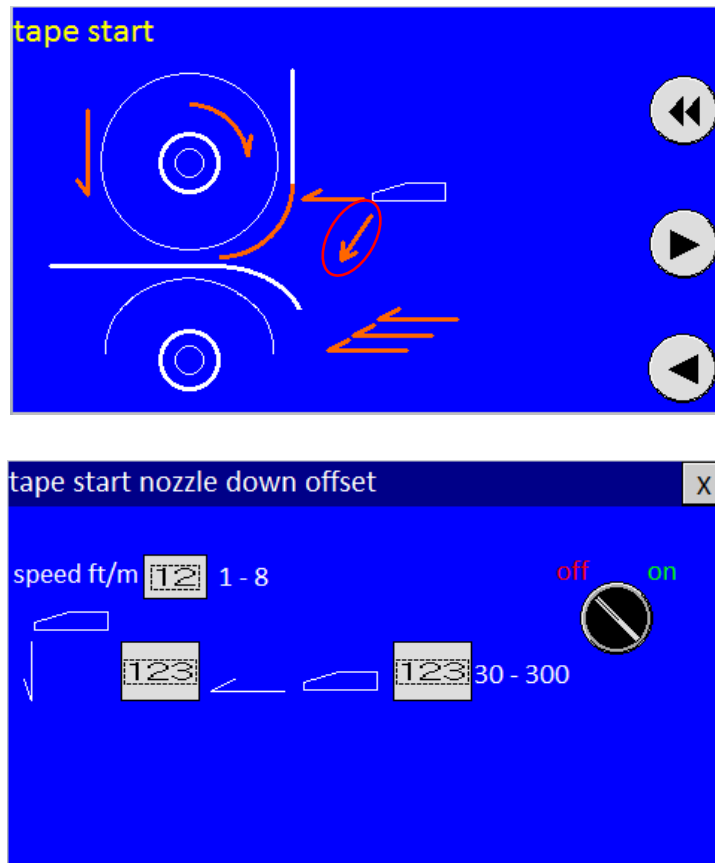 tape start
tape start nozzle down offset X
speed ft/m 12 1 - 8 off on
123 123 30 - 300